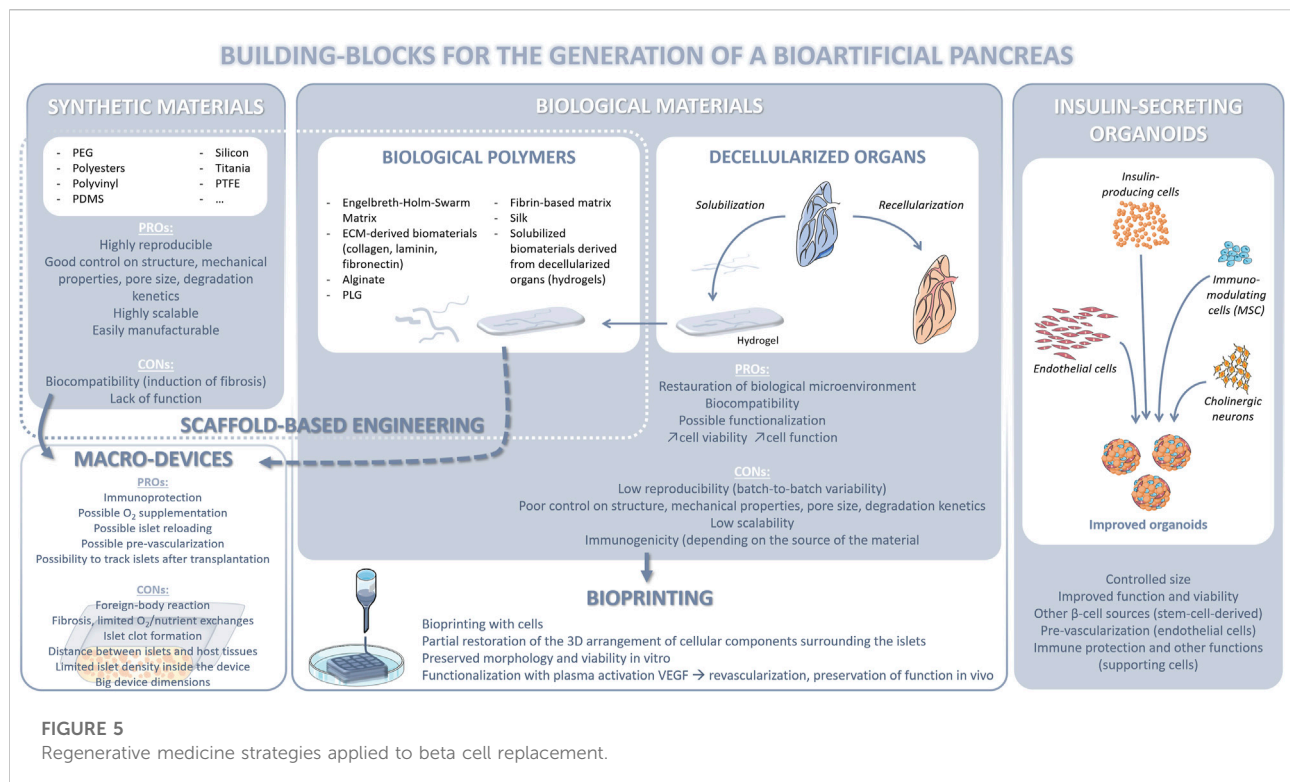 BUILDING-BLOCKS FOR THE GENERATION OF A BIOARTIFICIAL PANCREAS
SYNTHETIC MATERIALS
- PEG
- Polyesters
- Polyvinyl
- PDMS
- Silicon
- Titania
- PTFE
- ...
PROs:
Highly reproducible
Good control on structure, mechanical
properties, pore size, degradation
kenetics
Highly scalable
Easily manufacturable
CONs:
Biocompatibility (induction of fibrosis)
Lack of function
BIOLOGICAL MATERIALS
BIOLOGICAL POLYMERS
- Engelbreth-Holm-Swarm
Matrix
- ECM-derived biomaterials
(collagen, laminin,
fibronectin)
- Alginate
- PLG
- Fibrin-based matrix
- Silk
- Solubilized
biomaterials derived
from decellularized
organs (hydrogels)
DECELLULARIZED ORGANS
Solubilization
Recellularization
Hydrogel
PROs:
Restauration of biological microenvironment
Biocompatibility
Possible functionalization
↗cell viability ↗cell function
CONs:
Low reproducibility (batch-to-batch variability)
Poor control on structure, mechanical properties, pore size, degradation kenetics
Low scalability
Immunogenicity (depending on the source of the material
SCAFFOLD-BASED ENGINEERING
MACRO-DEVICES
PROs:
Immunoprotection
Possible O₂ supplementation
Possible islet reloading
Possible pre-vascularization
Possibility to track islets after transplantation
CONs:
Foreign-body reaction
Fibrosis, limited O₂/nutrient exchanges
Islet clot formation
Distance between islets and host tissues
Limited islet density inside the device
Big device dimensions
BIOPRINTING
Bioprinting with cells
Partial restoration of the 3D arrangement of cellular components surrounding the islets
Preserved morphology and viability in vitro
Functionalization with plasma activation VEGF → revascularization, preservation of function in vivo
INSULIN-SECRETING
ORGANOIDS
Insulin-
producing cells
Immuno-
modulating
cells (MSC)
Endothelial cells
Cholinergic
neurons
Improved organoids
Controlled size
Improved function and viability
Other β-cell sources (stem-cell-derived)
Pre-vascularization (endothelial cells)
Immune protection and other functions
(supporting cells)
FIGURE 5
Regenerative medicine strategies applied to beta cell replacement.